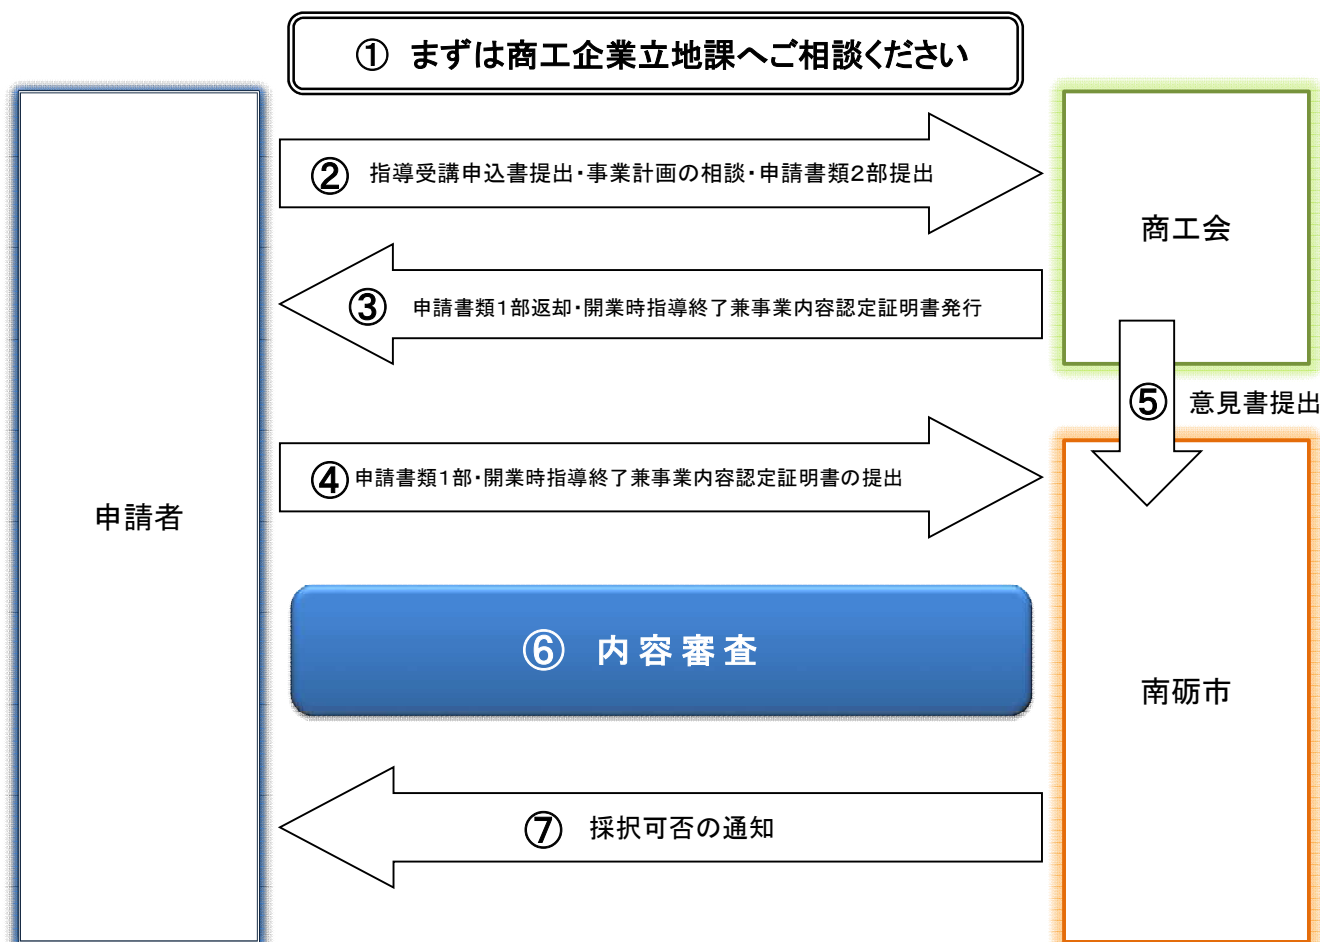 ① まずは商工企業立地課へご相談ください
② 指導受講申込書提出・事業計画の相談・申請書類２部提出
商工会
③ 申請書類１部返却・開業時指導終了兼事業内容認定証明書発行
⑤ 意見書提出
④ 申請書類１部・開業時指導終了兼事業内容認定証明書の提出
申請者
⑥ 内容審査
南砺市
⑦ 採択可否の通知